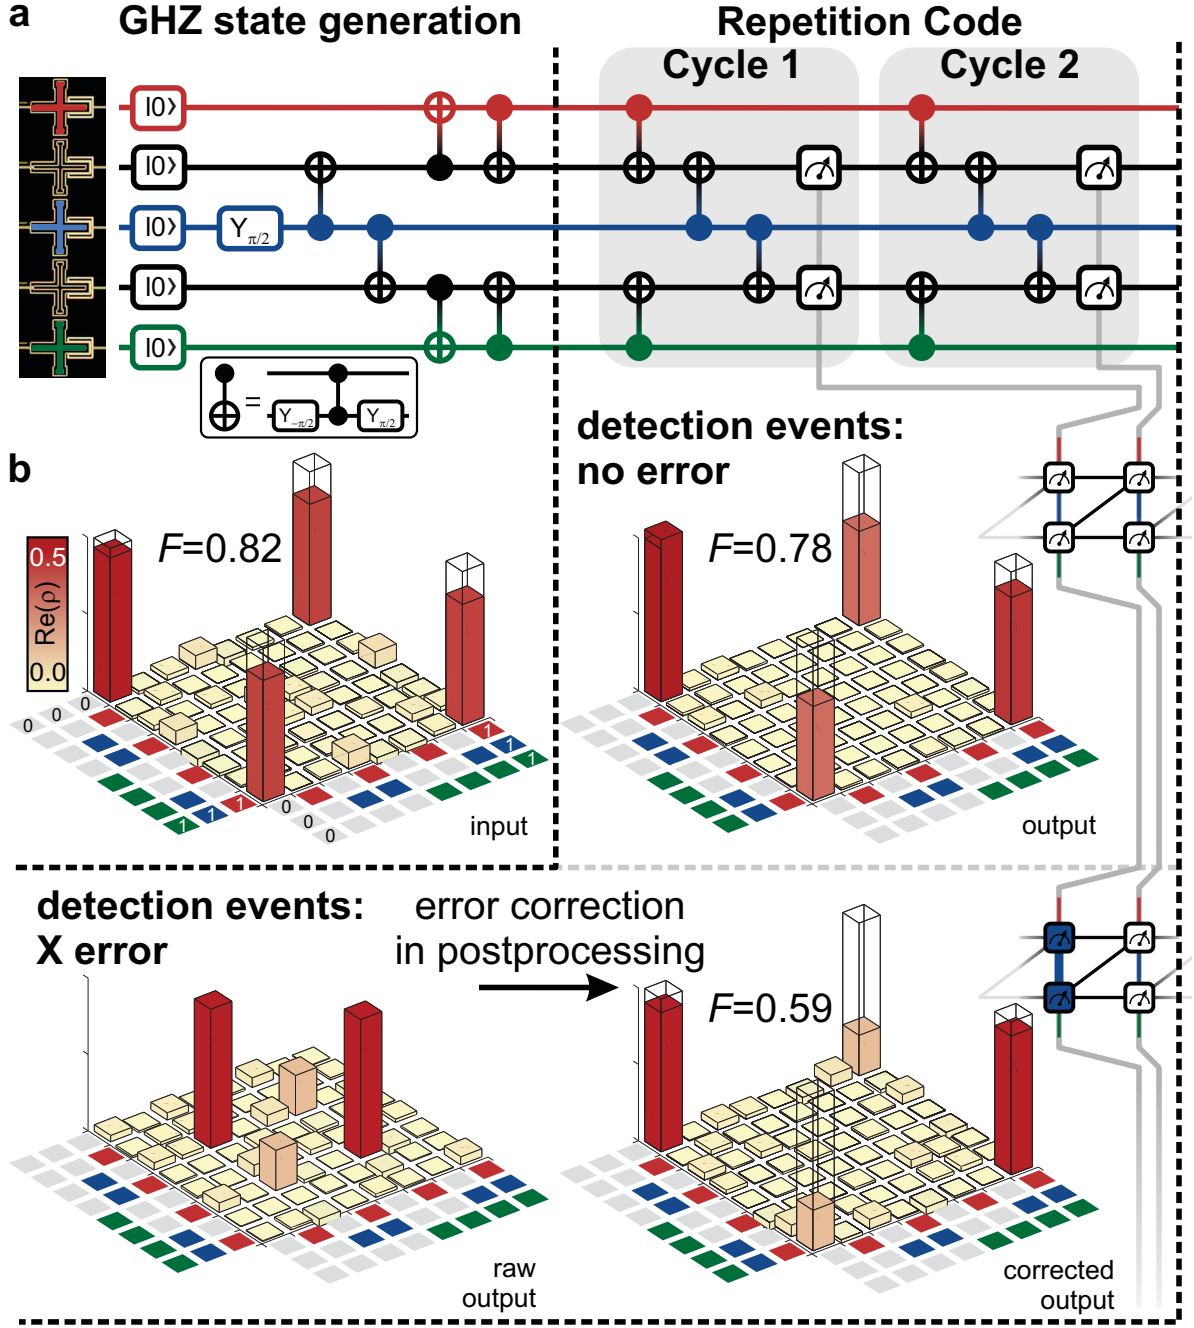 a
GHZ state generation
Repetition Code
Cycle 1
Cycle 2
|0⟩
|0⟩
|0⟩
Yπ/2
|0⟩
|0⟩
=
Y-π/2
Yπ/2
detection events:
no error
b
0.5
Re(ρ)
0.0
F=0.82
F=0.78
0
0
0
0
1
1
1
1
1
1
0
0
0
input
output
detection events:
X error
error correction
in postprocessing
F=0.59
raw
output
corrected
output